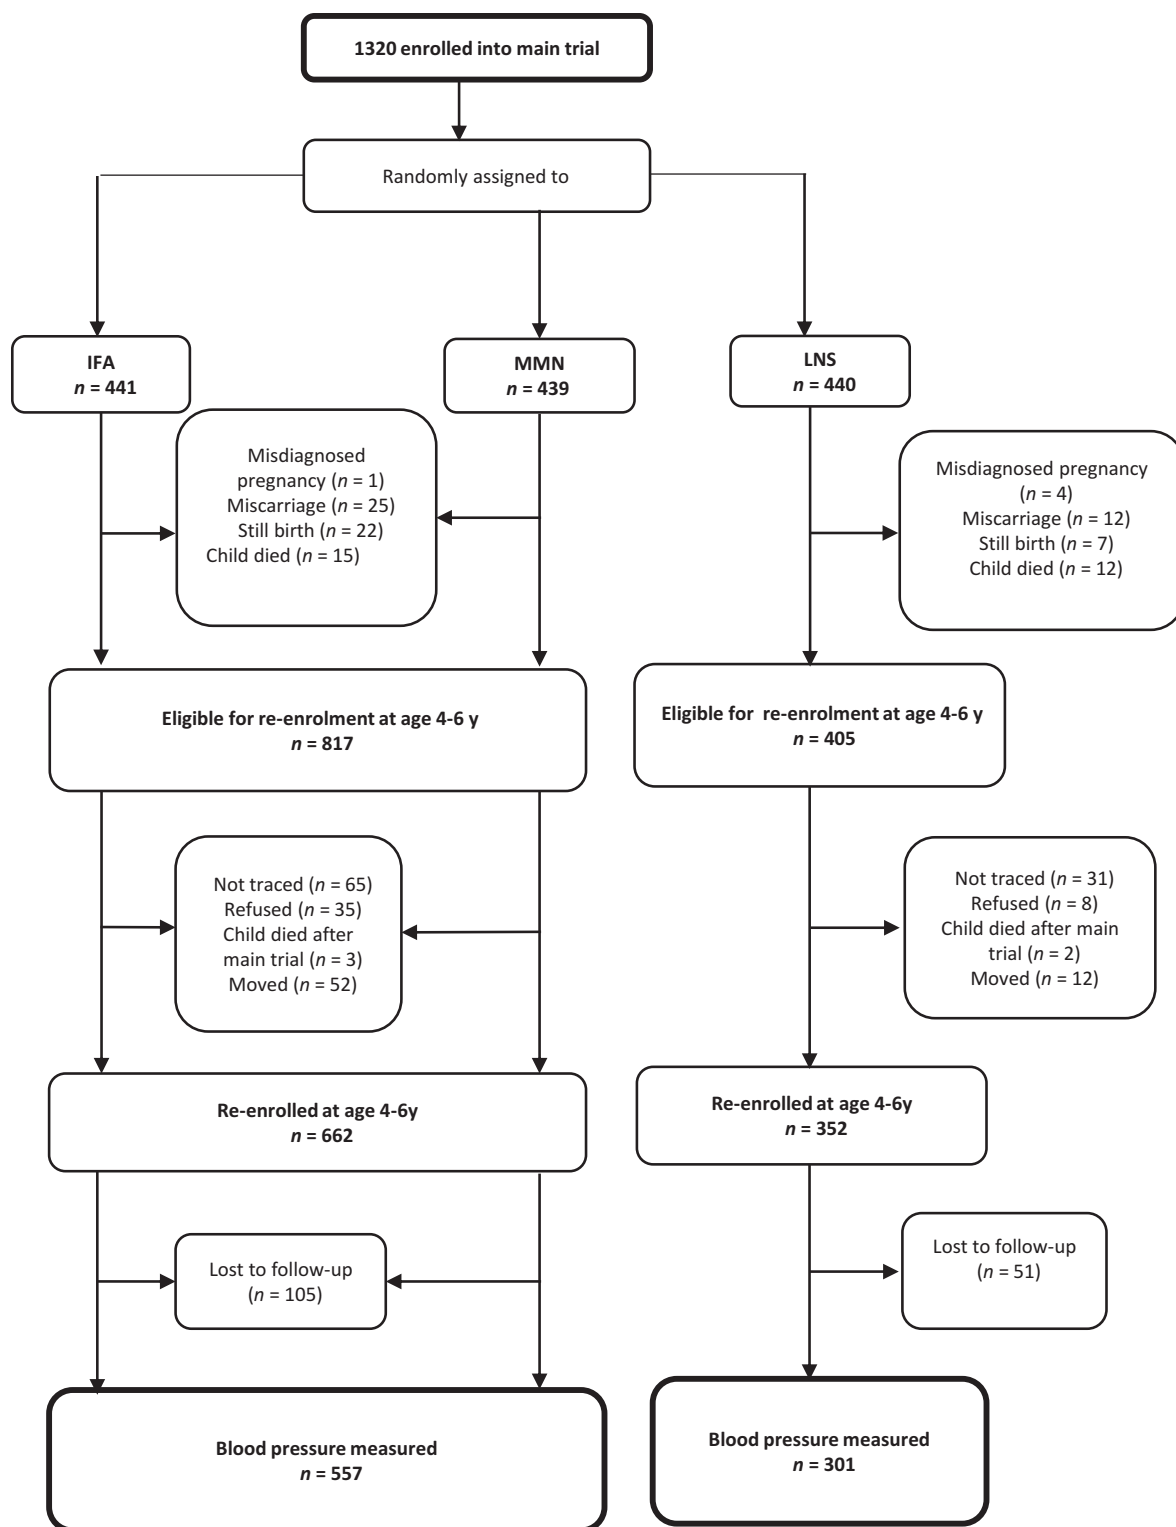 1320 enrolled into main trial
Randomly assigned to
IFA
n = 441
MMN
n = 439
LNS
n = 440
Misdiagnosed
pregnancy (n = 1)
Miscarriage (n = 25)
Still birth (n = 22)
Child died (n = 15)
Misdiagnosed pregnancy
(n = 4)
Miscarriage (n = 12)
Still birth (n = 7)
Child died (n = 12)
Eligible for re-enrolment at age 4-6 y
n = 817
Eligible for re-enrolment at age 4-6 y
n = 405
Not traced (n = 65)
Refused (n = 35)
Child died after
main trial (n = 3)
Moved (n = 52)
Not traced (n = 31)
Refused (n = 8)
Child died after main
trial (n = 2)
Moved (n = 12)
Re-enrolled at age 4-6y
n = 662
Re-enrolled at age 4-6y
n = 352
Lost to follow-up
(n = 105)
Lost to follow-up
(n = 51)
Blood pressure measured
n = 557
Blood pressure measured
n = 301